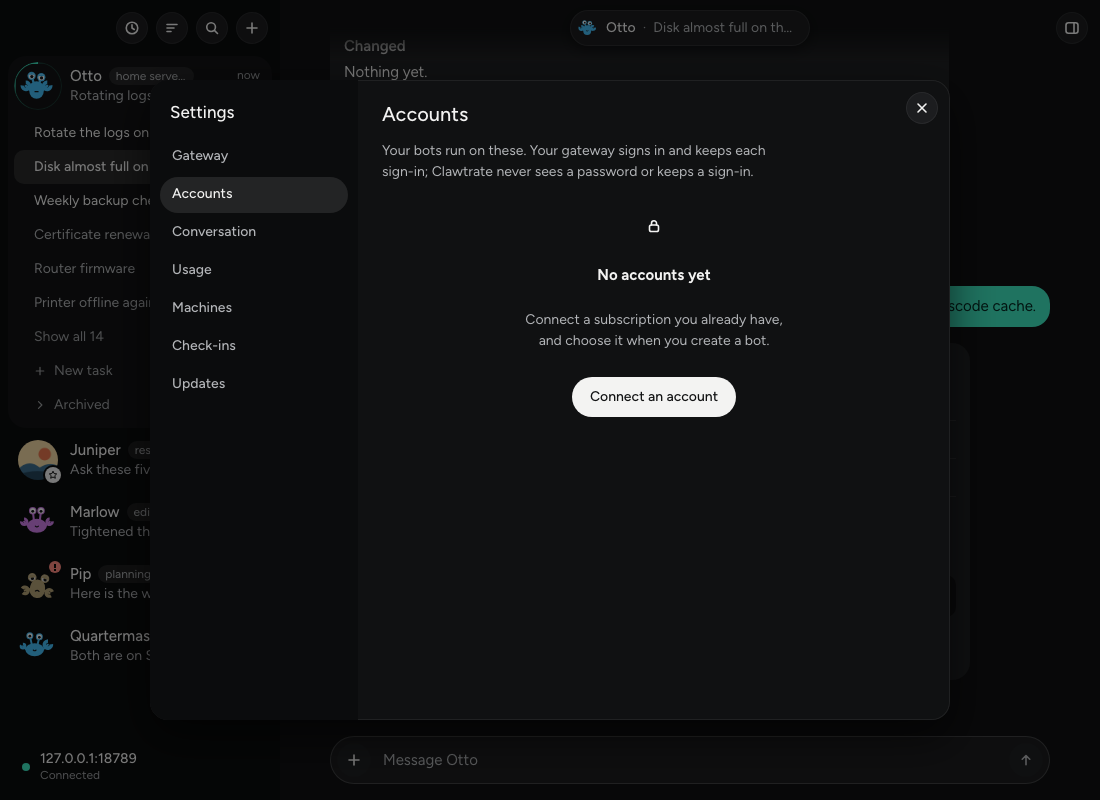 Otto · Disk almost full on th...
Changed
Nothing yet.
Otto home serve... now
Rotating logs
Rotate the logs on
Disk almost full on
Weekly backup che
Certificate renewa
Router firmware
Printer offline again
Show all 14
New task
Archived
Juniper res
Ask these fiv
Marlow edi
Tightened th
Pip planning
Here is the w
Quartermas
Both are on S
127.0.0.1:18789
Connected
Settings
Gateway
Accounts
Conversation
Usage
Machines
Check-ins
Updates
Accounts
Your bots run on these. Your gateway signs in and keeps each
sign-in; Clawtrate never sees a password or keeps a sign-in.
No accounts yet
Connect a subscription you already have,
and choose it when you create a bot.
Connect an account
scode cache.
Message Otto